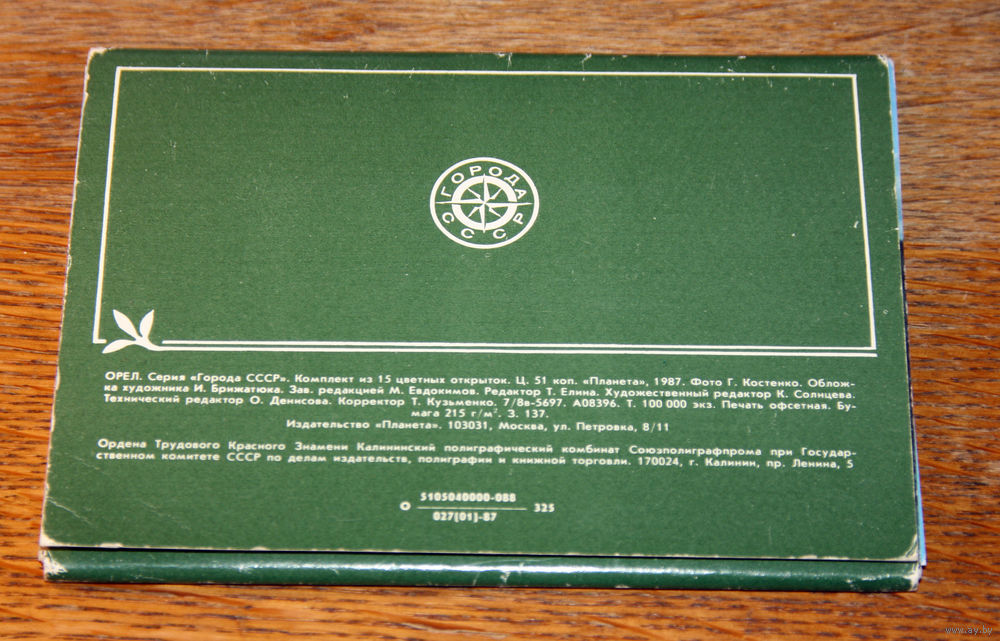 ГОРОДА
СССР
ОРЕЛ. Серия «Города СССР». Комплект из 15 цветных открыток. Ц. 51 коп. «Планета», 1987. Фото Г. Костенко. Облож-
ка художника И. Брижатюка. Зав. редакцией М. Евдокимов. Редактор Т. Елина. Художественный редактор К. Солнцева.
Технический редактор О. Денисова. Корректор Т. Кузьменко. 7/8в-5697. А08396. Т. 100 000 экз. Печать офсетная. Бу-
мага 215 г/м². З. 137.
Издательство «Планета». 103031, Москва, ул. Петровка, 8/11
Ордена Трудового Красного Знамени Калининский полиграфический комбинат Союзполиграфпрома при Государ-
ственном комитете СССР по делам издательств, полиграфии и книжной торговли. 170024, г. Калинин, пр. Ленина, 5
5105040000-088
О 325
027(01)-87
www.ay.by